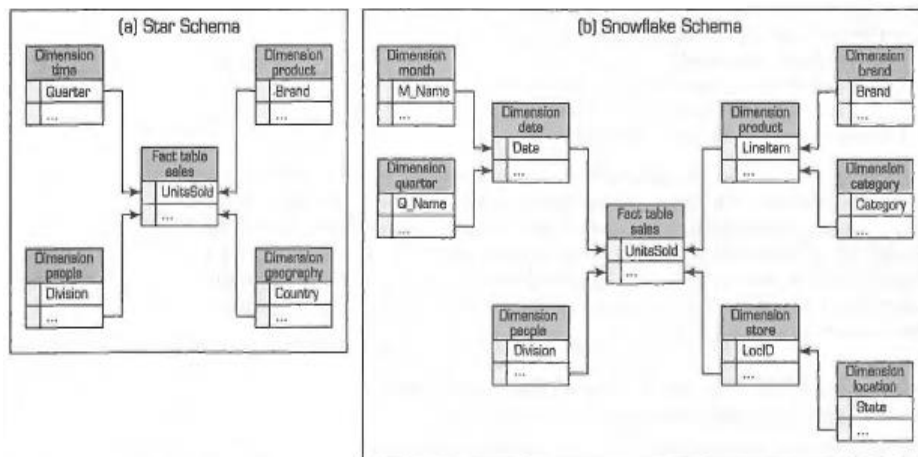 (a) Star Schema
Dimension
time
Quarter
...
Dimension
product
Brand
...
Fact table
sales
UnitsSold
...
Dimension
people
Division
...
Dimension
geography
Country
...
(b) Snowflake Schema
Dimension
month
M_Name
...
Dimension
quarter
Q_Name
...
Dimension
date
Date
...
Dimension
product
LineItem
...
Dimension
brand
Brand
...
Dimension
category
Category
...
Fact table
sales
UnitsSold
...
Dimension
people
Division
...
Dimension
store
LocID
...
Dimension
location
State
...